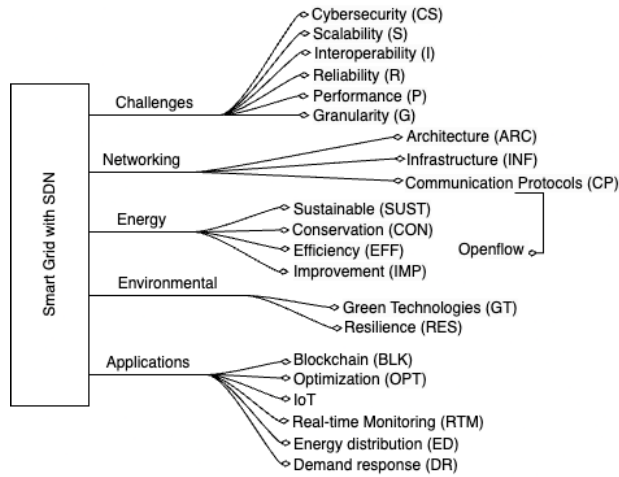 Smart Grid with SDN
Challenges
Cybersecurity (CS)
Scalability (S)
Interoperability (I)
Reliability (R)
Performance (P)
Granularity (G)
Networking
Architecture (ARC)
Infrastructure (INF)
Communication Protocols (CP)
Openflow
Energy
Sustainable (SUST)
Conservation (CON)
Efficiency (EFF)
Improvement (IMP)
Environmental
Green Technologies (GT)
Resilience (RES)
Applications
Blockchain (BLK)
Optimization (OPT)
IoT
Real-time Monitoring (RTM)
Energy distribution (ED)
Demand response (DR)